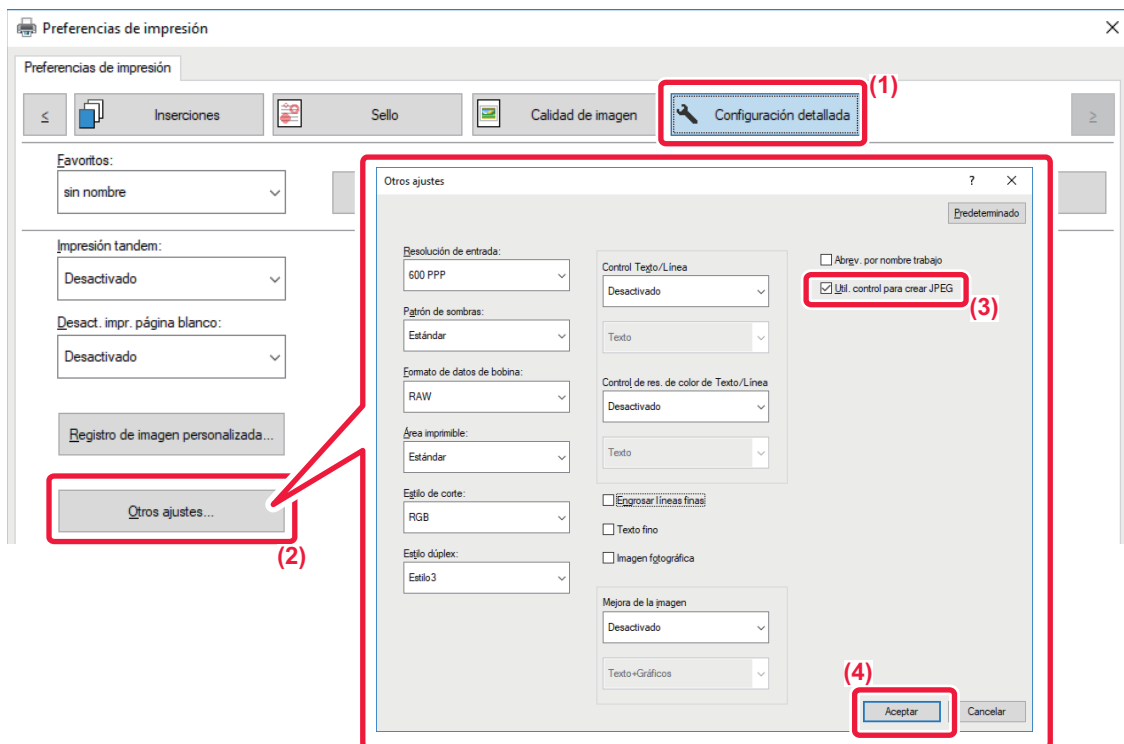 Preferencias de impresión
Preferencias de impresión
(1)
<
Inserciones
Sello
Calidad de imagen
Configuración detallada
>
Favoritos:
sin nombre
Impresión tandem:
Desactivado
Desact. impr. página blanco:
Desactivado
Registro de imagen personalizada...
Otros ajustes...
(2)
Otros ajustes
?
Predeterminado
Resolución de entrada:
600 PPP
Patrón de sombras:
Estándar
Formato de datos de bobina:
RAW
Área imprimible:
Estándar
Estilo de corte:
RGB
Estilo dúplex:
Estilo3
Control Texto/Línea
Desactivado
Texto
Control de res. de color de Texto/Línea
Desactivado
Texto
Engrosar líneas finas
Texto fino
Imagen fotográfica
Mejora de la imagen
Desactivado
Texto+Gráficos
Abrev. por nombre trabajo
Util. control para crear JPEG
(3)
(4)
Aceptar
Cancelar